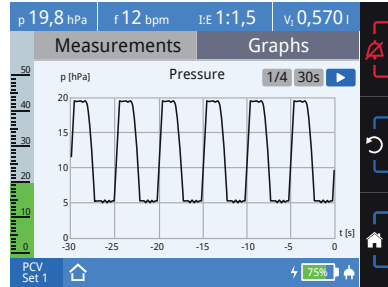 p 19,8 hPa f 12 bpm I:E 1:1,5 VI 0,570 l
Measurements Graphs
p [hPa] Pressure 1/4 30s
50
40
30
20
10
0
20
15
10
5
0
t [s]
-30 -25 -20 -15 -10 -5 0
PCV
Set 1
75%